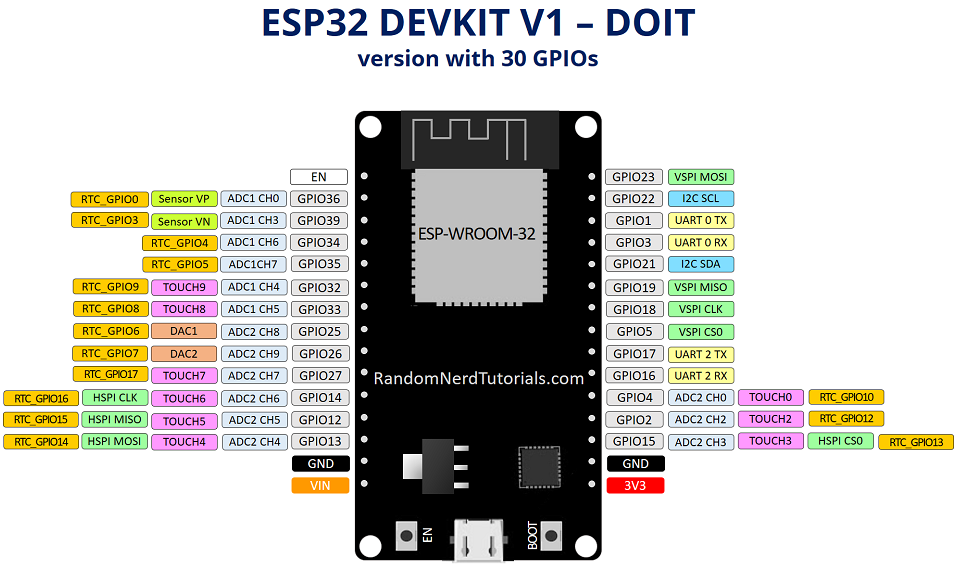 ESP32 DEVKIT V1 – DOIT
version with 30 GPIOs
EN
RTC_GPIO0 Sensor VP ADC1 CH0 GPIO36
RTC_GPIO3 Sensor VN ADC1 CH3 GPIO39
RTC_GPIO4 ADC1 CH6 GPIO34
RTC_GPIO5 ADC1CH7 GPIO35
RTC_GPIO9 TOUCH9 ADC1 CH4 GPIO32
RTC_GPIO8 TOUCH8 ADC1 CH5 GPIO33
RTC_GPIO6 DAC1 ADC2 CH8 GPIO25
RTC_GPIO7 DAC2 ADC2 CH9 GPIO26
RTC_GPIO17 TOUCH7 ADC2 CH7 GPIO27
RTC_GPIO16 HSPI CLK TOUCH6 ADC2 CH6 GPIO14
RTC_GPIO15 HSPI MISO TOUCH5 ADC2 CH5 GPIO12
RTC_GPIO14 HSPI MOSI TOUCH4 ADC2 CH4 GPIO13
GND
VIN
ESP-WROOM-32
RandomNerdTutorials.com
EN
BOOT
GPIO23 VSPI MOSI
GPIO22 I2C SCL
GPIO1 UART 0 TX
GPIO3 UART 0 RX
GPIO21 I2C SDA
GPIO19 VSPI MISO
GPIO18 VSPI CLK
GPIO5 VSPI CS0
GPIO17 UART 2 TX
GPIO16 UART 2 RX
GPIO4 ADC2 CH0 TOUCH0 RTC_GPIO10
GPIO2 ADC2 CH2 TOUCH2 RTC_GPIO12
GPIO15 ADC2 CH3 TOUCH3 HSPI CS0 RTC_GPIO13
GND
3V3